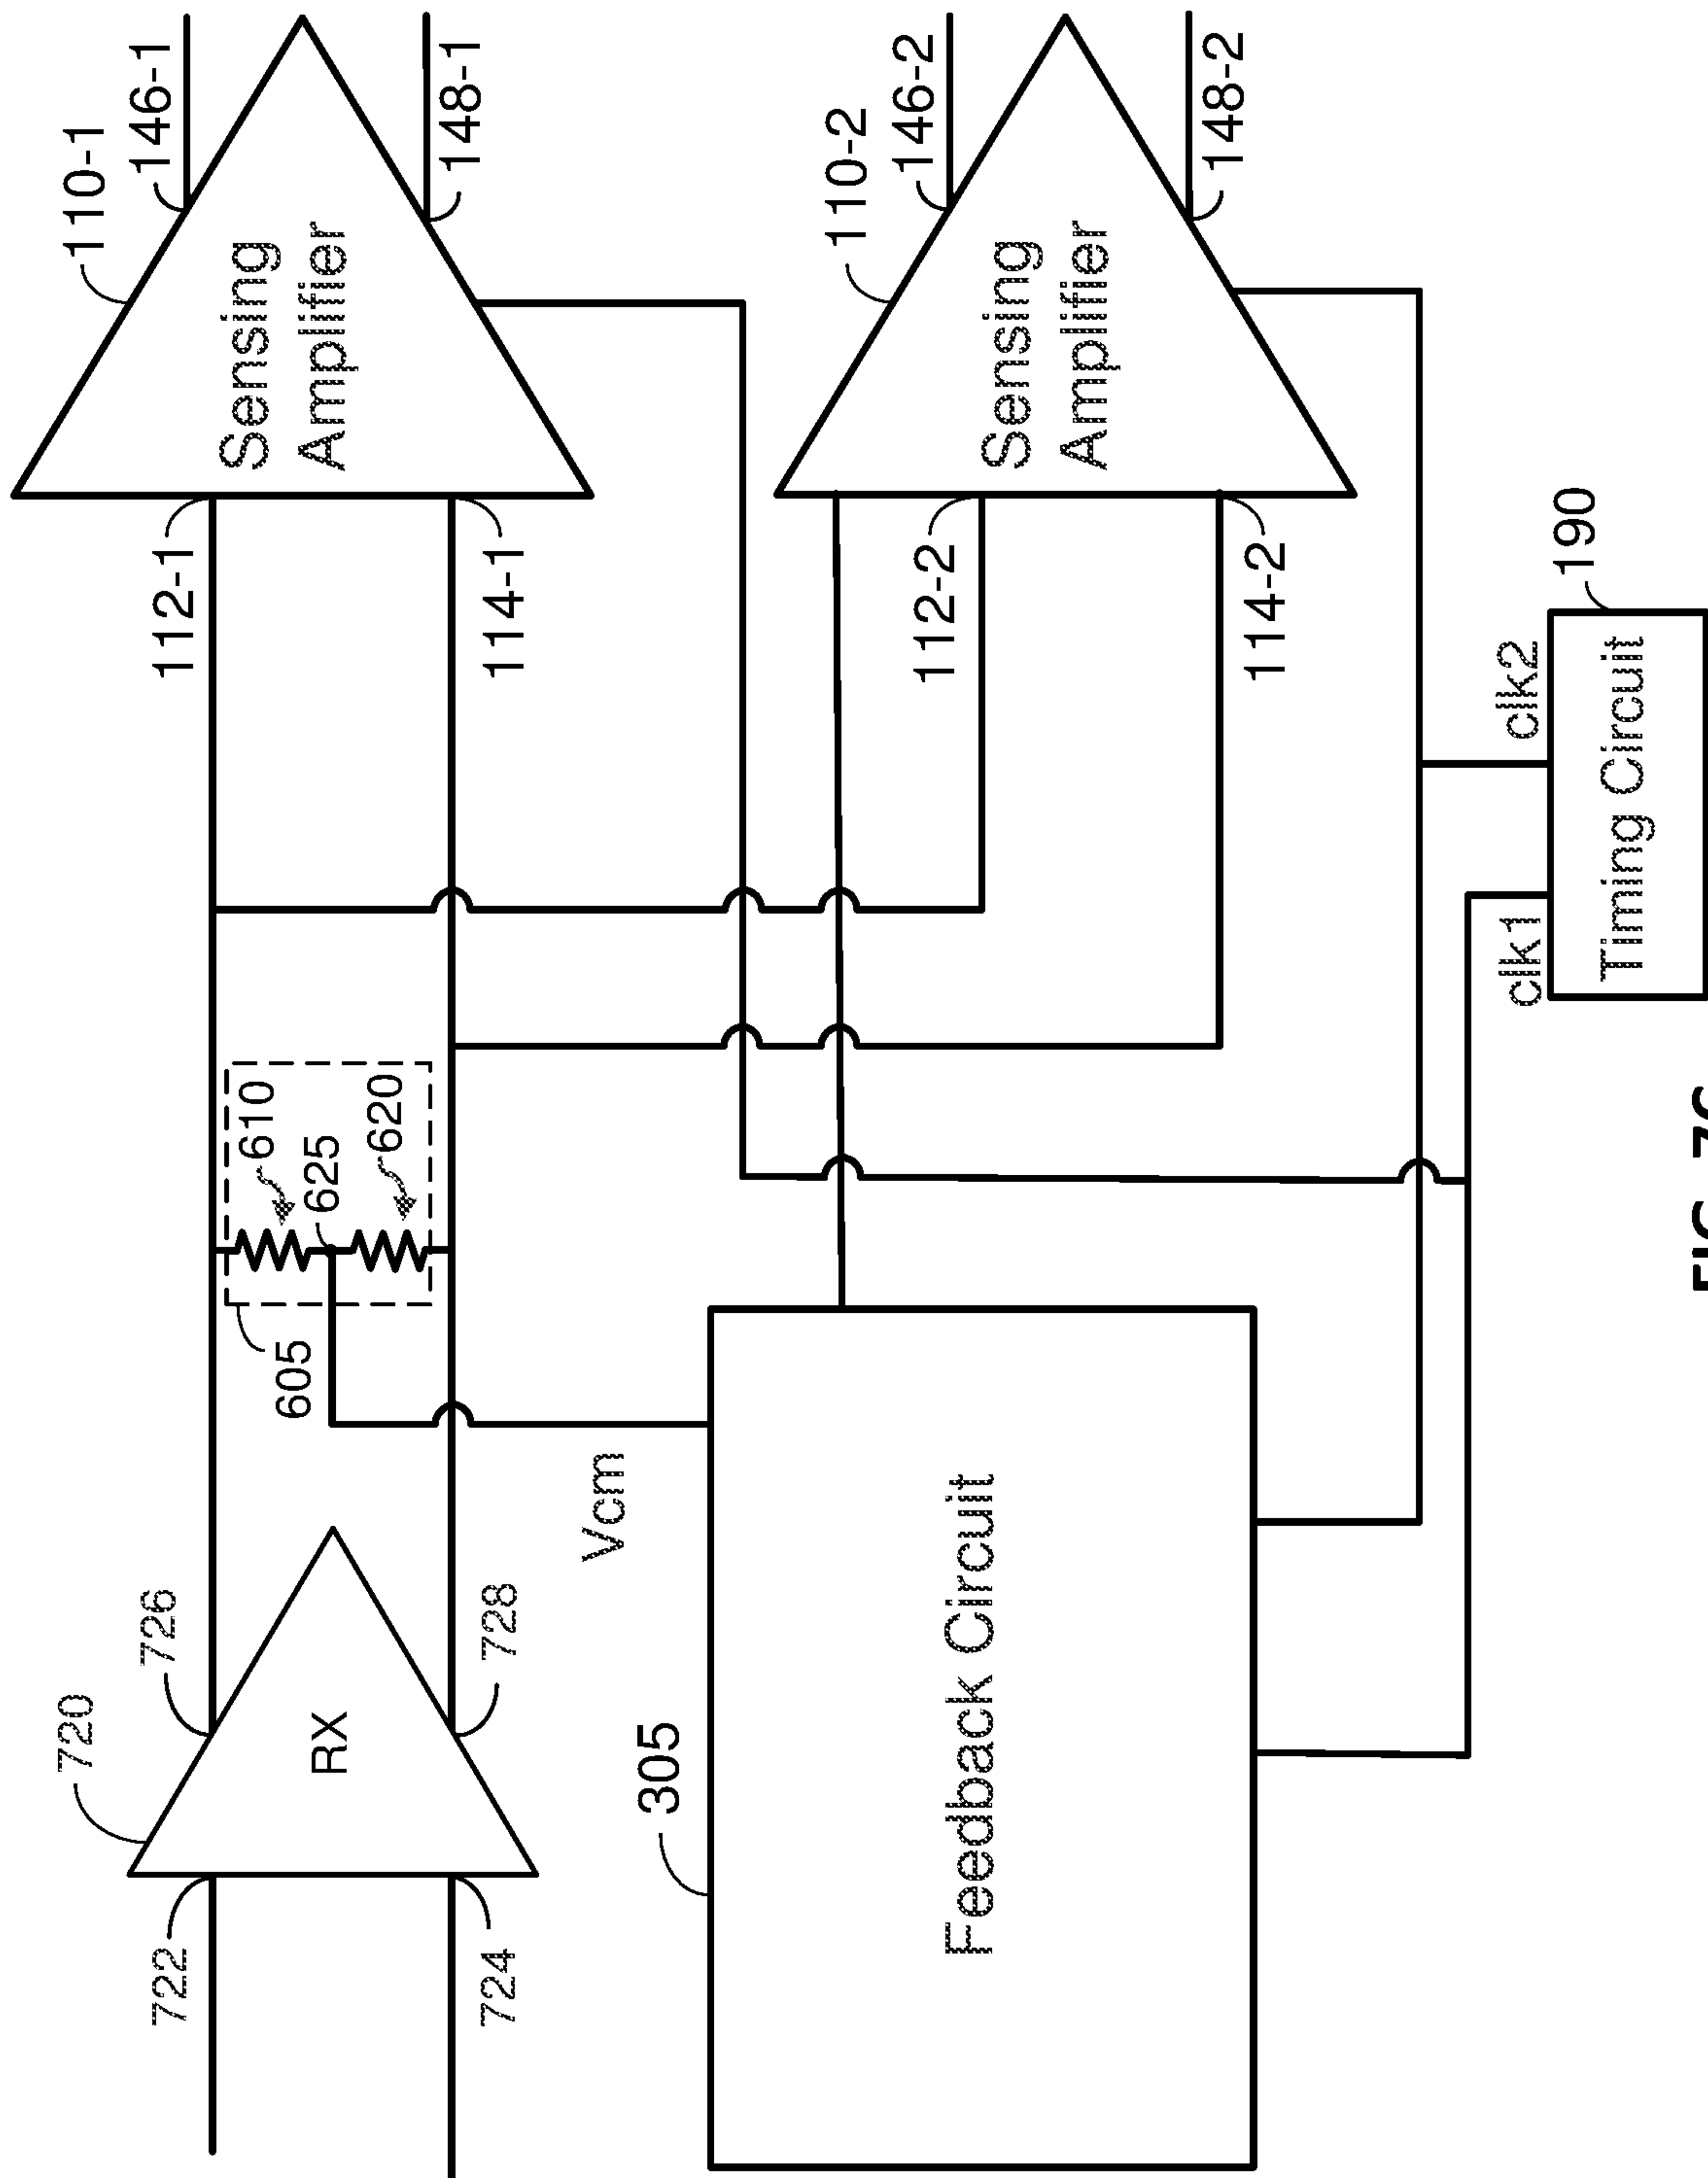 720
110-1
722
726
112-1
146-1
RX
605
610
625
620
Sensing
Amplifier
724
728
114-1
148-1
Vcm
305
110-2
Feedback Circuit
112-2
146-2
Sensing
Amplifier
114-2
148-2
clk1
clk2
190
Timing Circuit
FIG